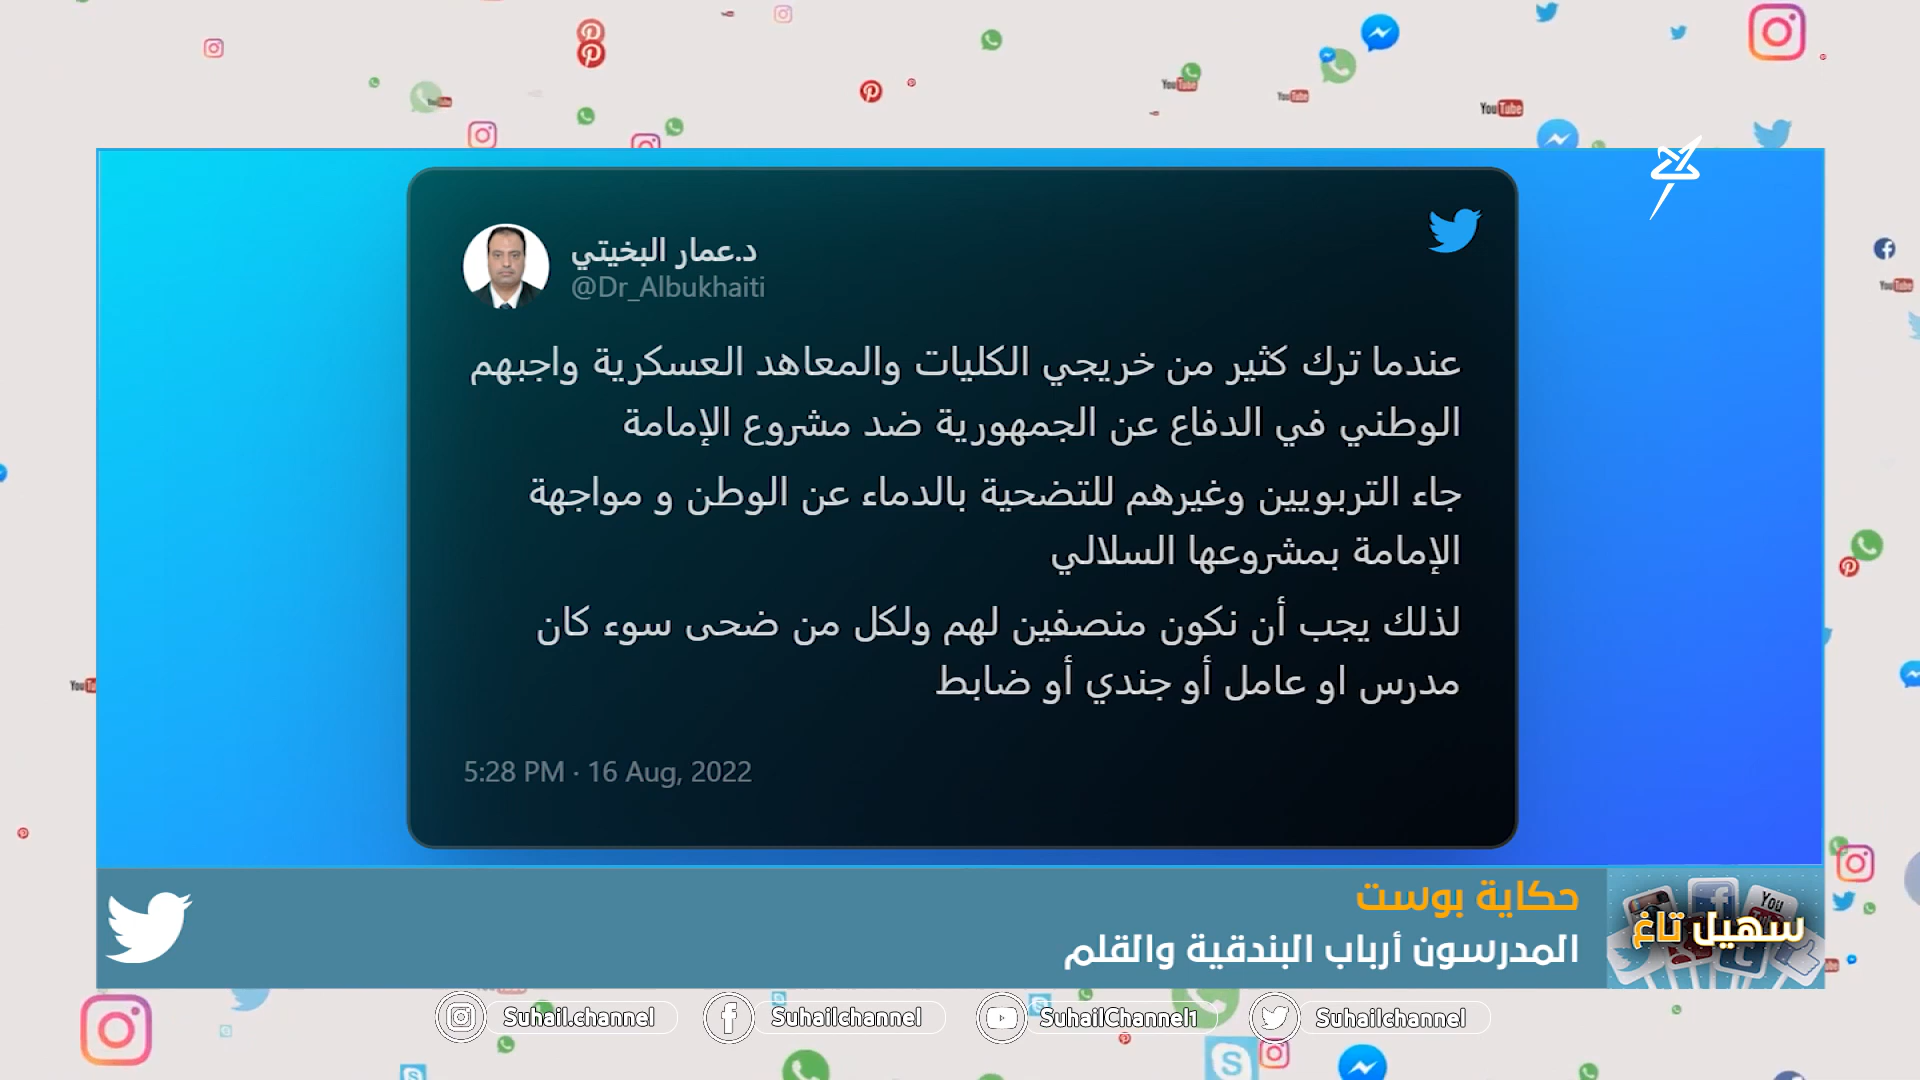 د.عمار البخيتي
@Dr_Albukhaiti
عندما ترك كثير من خريجي الكليات والمعاهد العسكرية واجبهم
الوطني في الدفاع عن الجمهورية ضد مشروع الإمامة
جاء التربويين وغيرهم للتضحية بالدماء عن الوطن و مواجهة
الإمامة بمشروعها السلالي
لذلك يجب أن نكون منصفين لهم ولكل من ضحى سوء كان
مدرس او عامل أو جندي أو ضابط
5:28 PM · 16 Aug, 2022
حكاية بوست
المدرسون أرباب البندقية والقلم
سهيل تاغ
Suhail.channel
Suhailchannel
SuhailChannel1
Suhailchannel